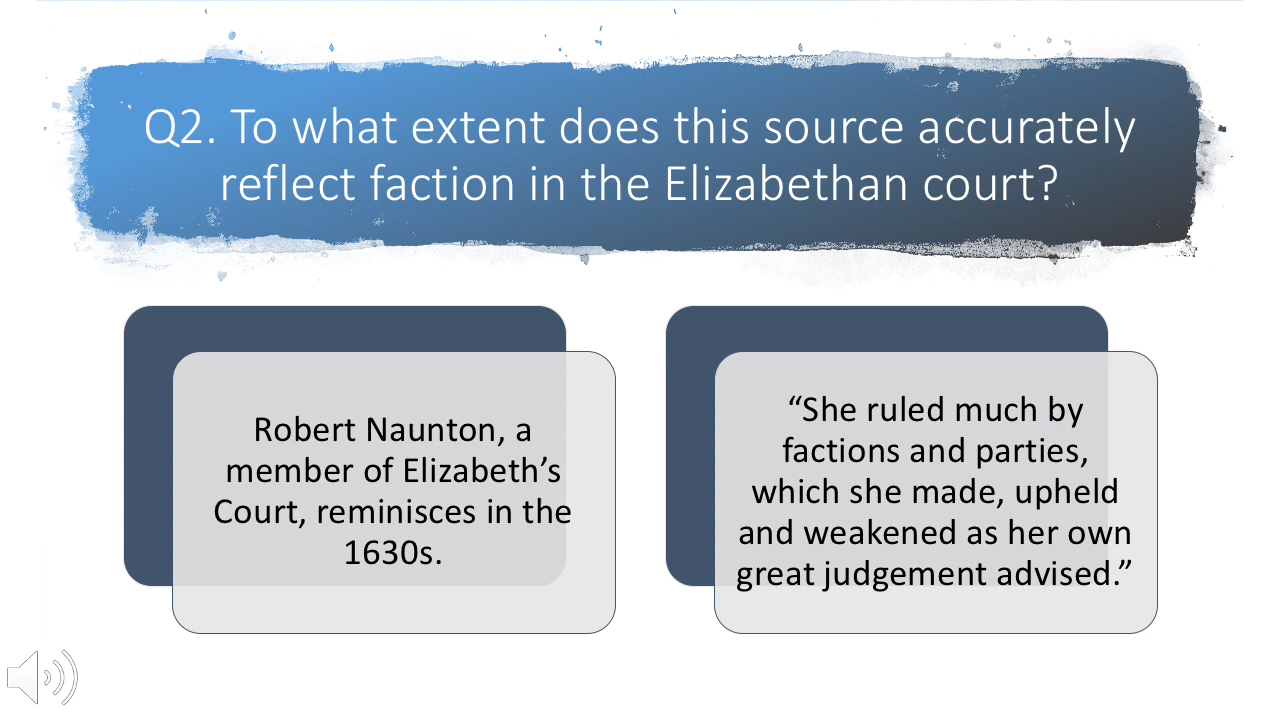 Q2. To what extent does this source accurately
reflect faction in the Elizabethan court?
Robert Naunton, a
member of Elizabeth’s
Court, reminisces in the
1630s.
“She ruled much by
factions and parties,
which she made, upheld
and weakened as her own
great judgement advised.”